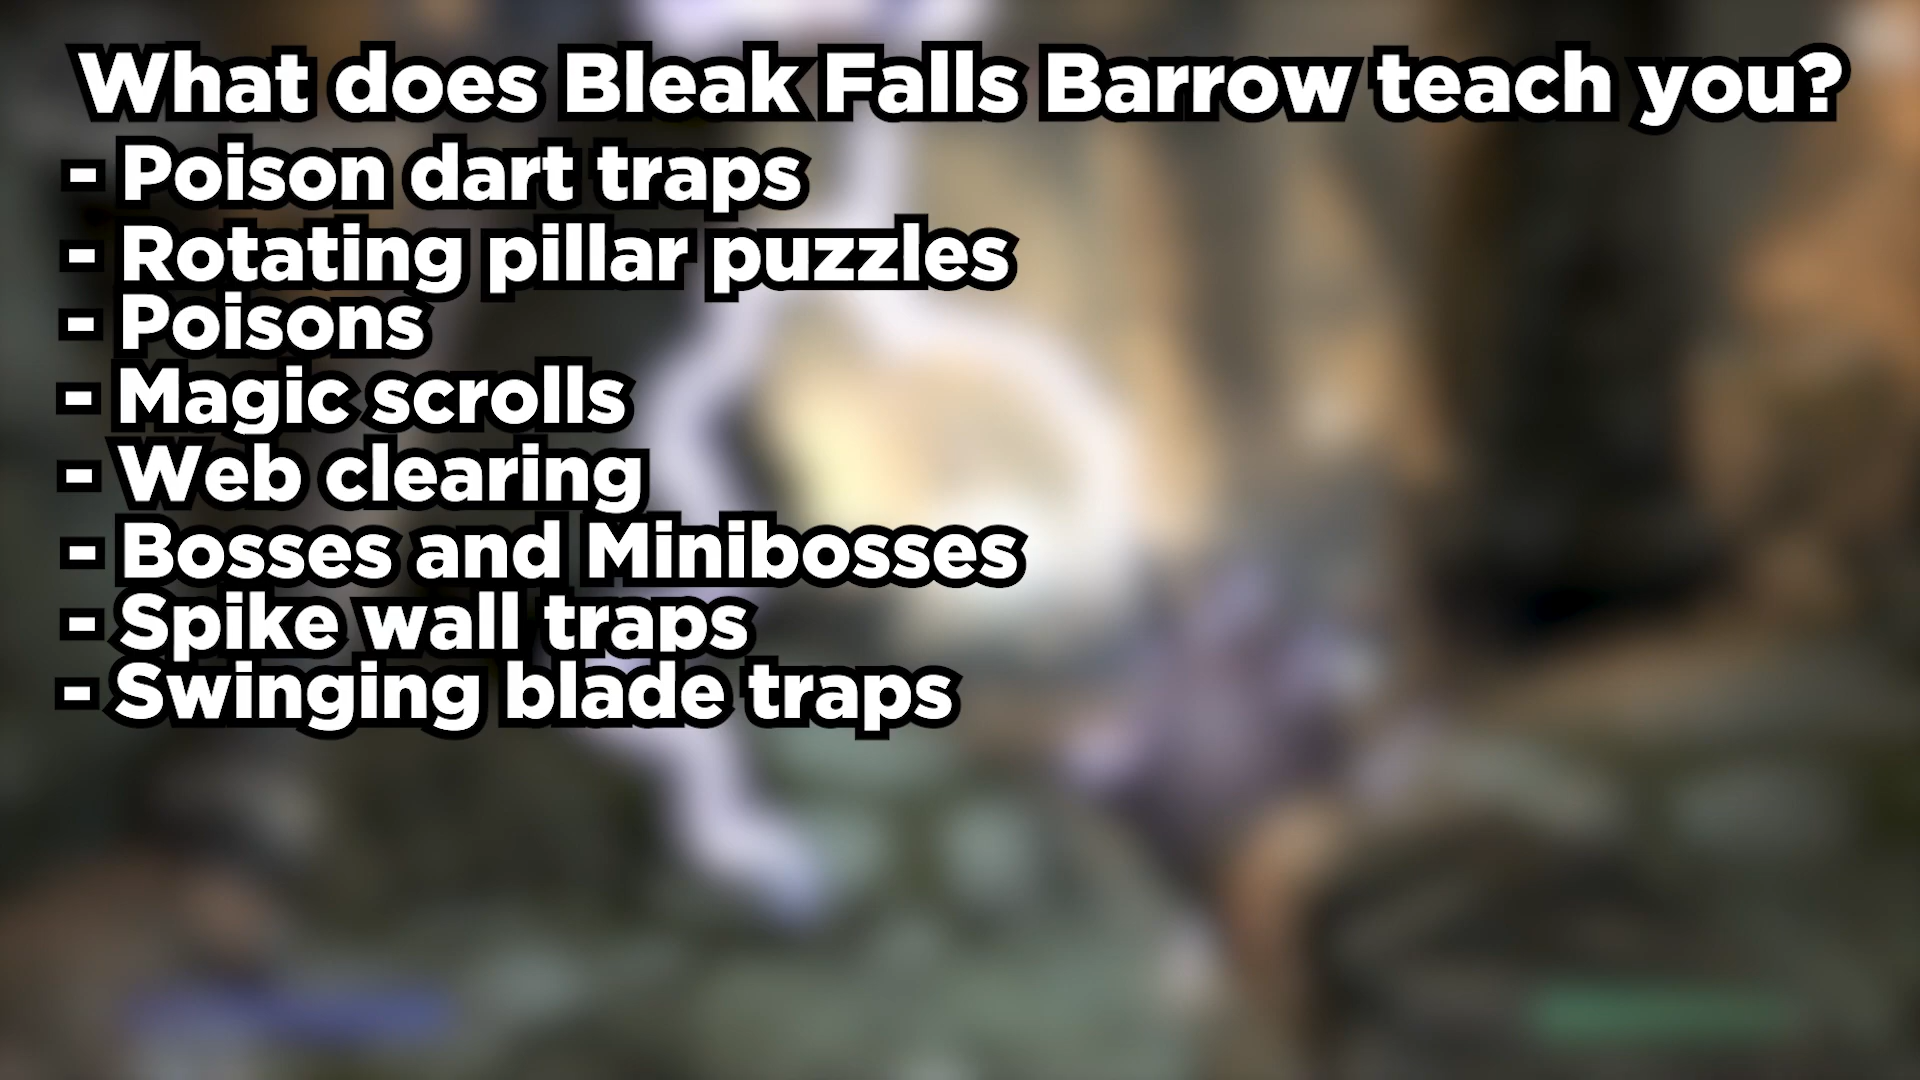 What does Bleak Falls Barrow teach you?
- Poison dart traps
- Rotating pillar puzzles
- Poisons
- Magic scrolls
- Web clearing
- Bosses and Minibosses
- Spike wall traps
- Swinging blade traps